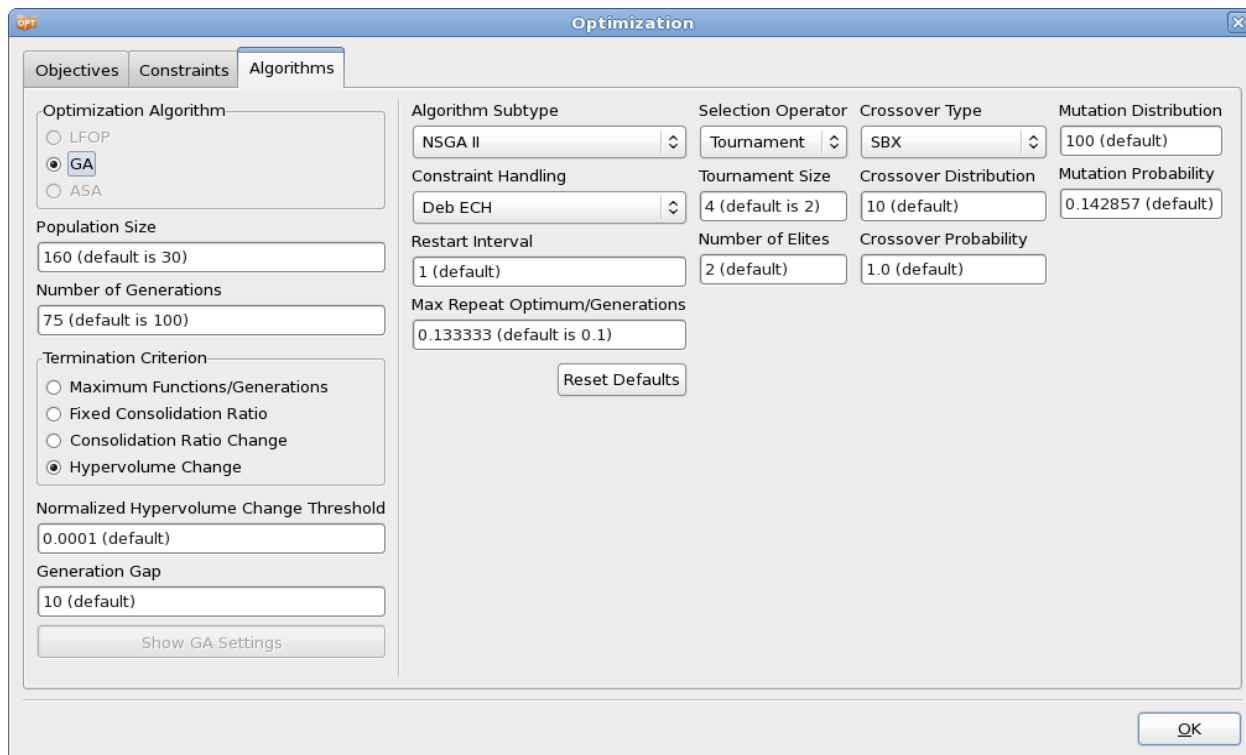 OPT
Optimization
Objectives
Constraints
Algorithms
Optimization Algorithm
LFOP
GA
ASA
Population Size
160 (default is 30)
Number of Generations
75 (default is 100)
Termination Criterion
Maximum Functions/Generations
Fixed Consolidation Ratio
Consolidation Ratio Change
Hypervolume Change
Normalized Hypervolume Change Threshold
0.0001 (default)
Generation Gap
10 (default)
Show GA Settings
Algorithm Subtype
NSGA II
Constraint Handling
Deb ECH
Restart Interval
1 (default)
Max Repeat Optimum/Generations
0.133333 (default is 0.1)
Reset Defaults
Selection Operator
Tournament
Tournament Size
4 (default is 2)
Number of Elites
2 (default)
Crossover Type
SBX
Crossover Distribution
10 (default)
Crossover Probability
1.0 (default)
Mutation Distribution
100 (default)
Mutation Probability
0.142857 (default)
OK